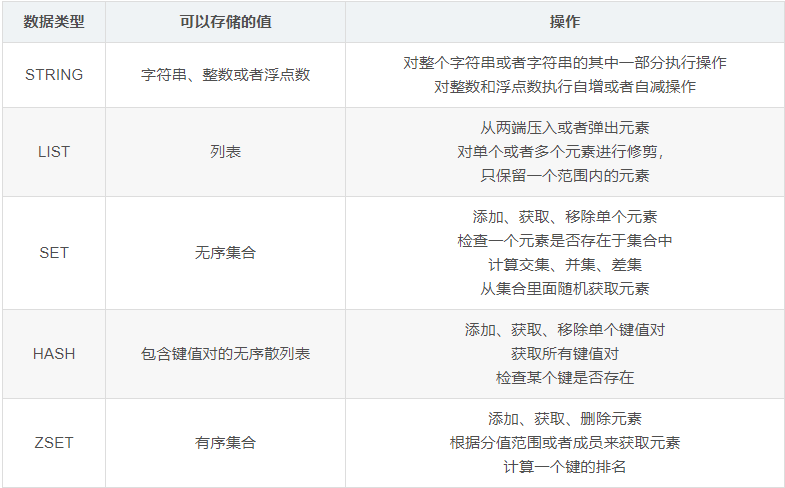 数据类型 可以存储的值 操作
STRING 字符串、整数或者浮点数 对整个字符串或者字符串的其中一部分执行操作
对整数和浮点数执行自增或者自减操作
LIST 列表 从两端压入或者弹出元素
对单个或者多个元素进行修剪，
只保留一个范围内的元素
SET 无序集合 添加、获取、移除单个元素
检查一个元素是否存在于集合中
计算交集、并集、差集
从集合里面随机获取元素
HASH 包含键值对的无序散列表 添加、获取、移除单个键值对
获取所有键值对
检查某个键是否存在
ZSET 有序集合 添加、获取、删除元素
根据分值范围或者成员来获取元素
计算一个键的排名